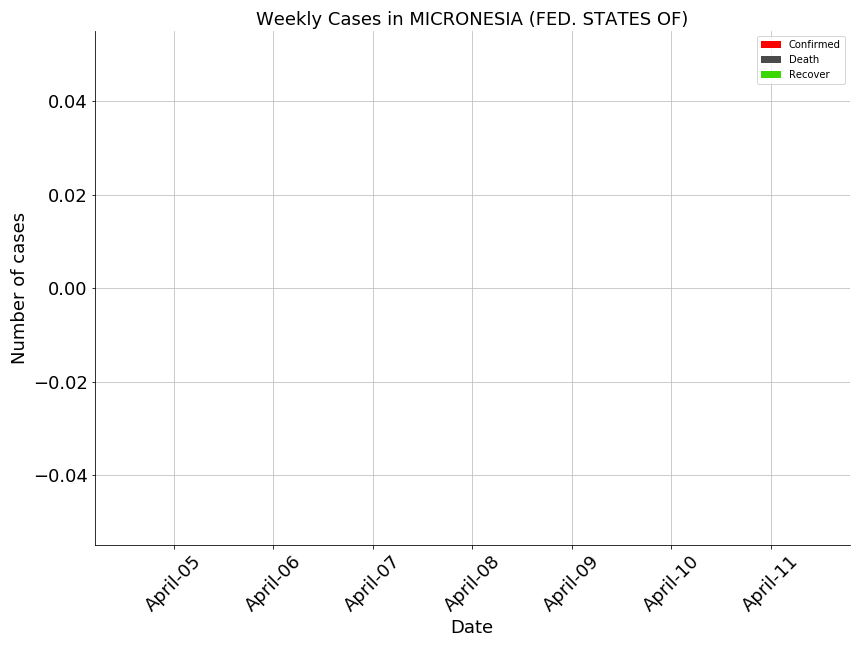 Weekly Cases in MICRONESIA (FED. STATES OF)
Confirmed
Death
Recover
0.04
0.02
0.00
−0.02
−0.04
Number of cases
April-05
April-06
April-07
April-08
April-09
April-10
April-11
Date